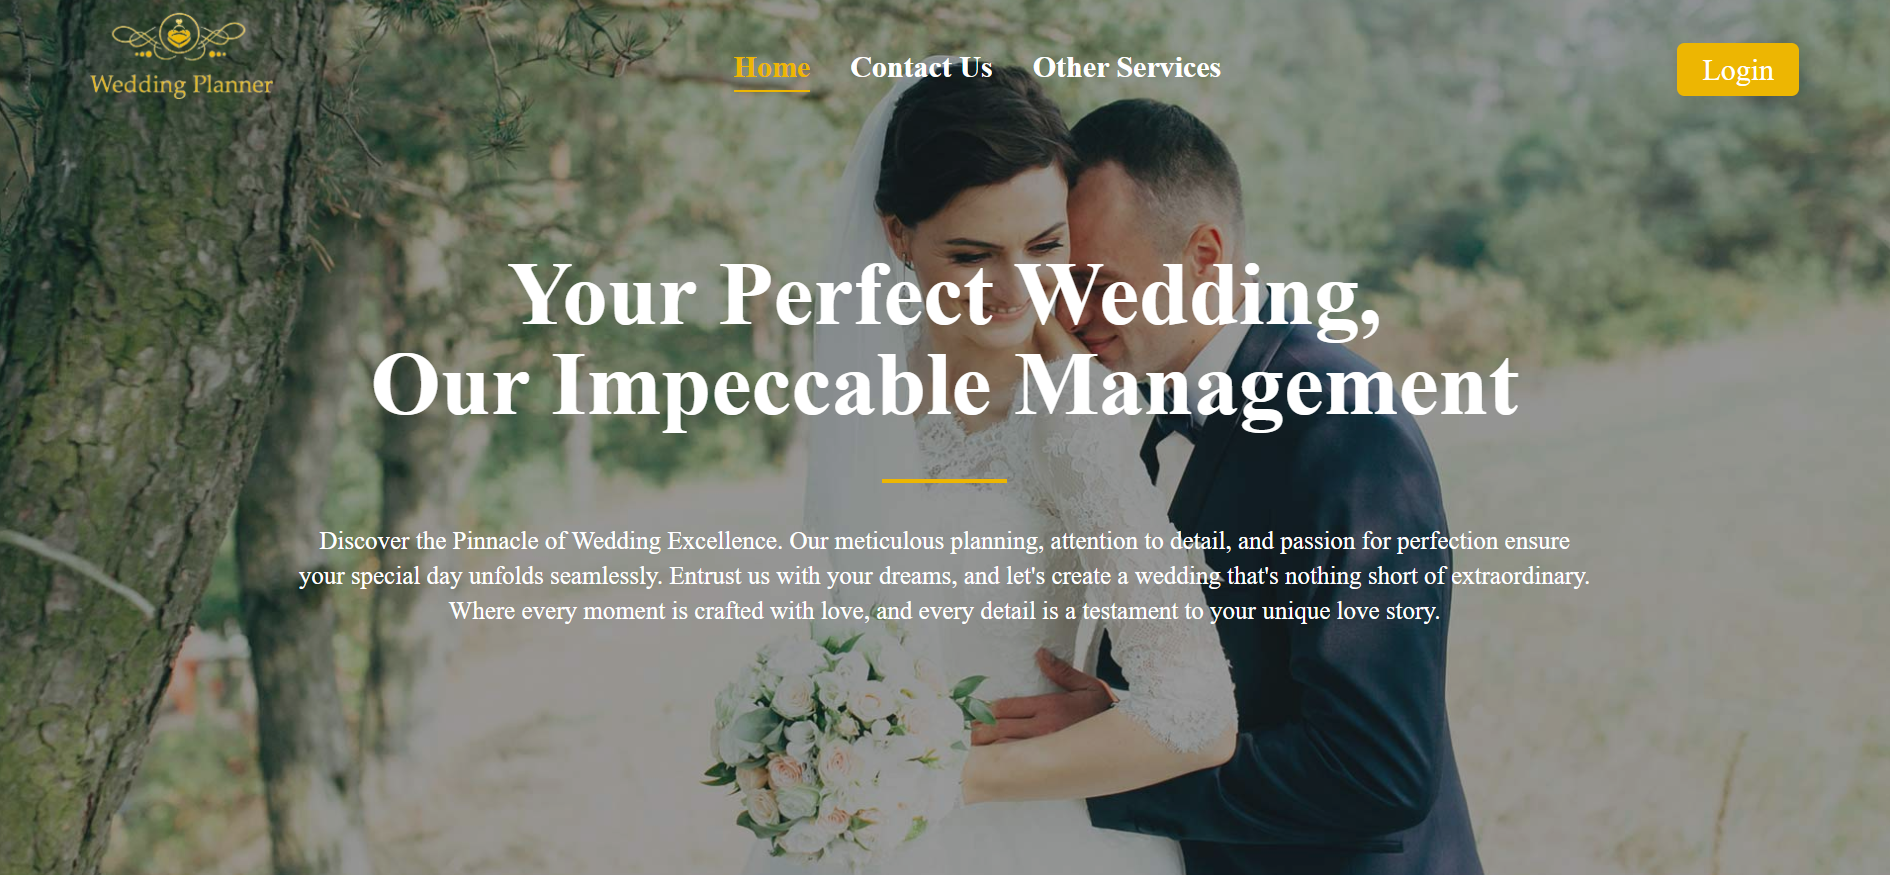 Wedding Planner
Home
Contact Us
Other Services
Login
Your Perfect Wedding,
Our Impeccable Management
Discover the Pinnacle of Wedding Excellence. Our meticulous planning, attention to detail, and passion for perfection ensure
your special day unfolds seamlessly. Entrust us with your dreams, and let's create a wedding that's nothing short of extraordinary.
Where every moment is crafted with love, and every detail is a testament to your unique love story.